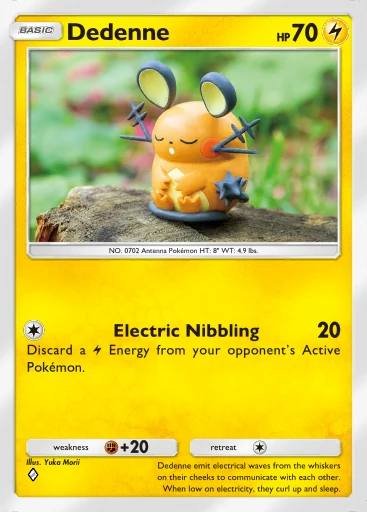 BASIC Dedenne HP 70
NO. 0702 Antenna Pokémon HT: 8" WT: 4.9 lbs.
Electric Nibbling 20
Discard a Energy from your opponent's Active
Pokémon.
weakness +20 retreat
Illus. Yuka Morii
Dedenne emit electrical waves from the whiskers
on their cheeks to communicate with each other.
When low on electricity, they curl up and sleep.